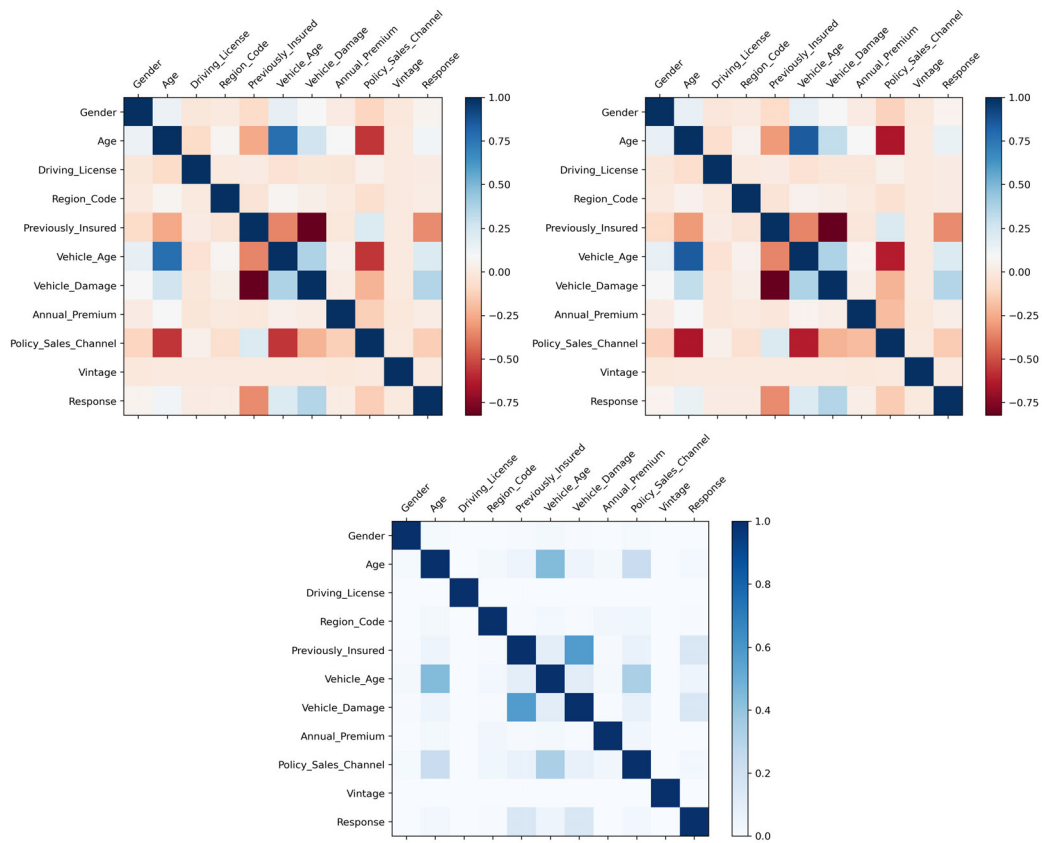 Gender Age Driving_License Region_Code Previously_Insured Vehicle_Age Vehicle_Damage Annual_Premium Policy_Sales_Channel Vintage Response
Gender
Age
Driving_License
Region_Code
Previously_Insured
Vehicle_Age
Vehicle_Damage
Annual_Premium
Policy_Sales_Channel
Vintage
Response
1.00
0.75
0.50
0.25
0.00
−0.25
−0.50
−0.75
Gender Age Driving_License Region_Code Previously_Insured Vehicle_Age Vehicle_Damage Annual_Premium Policy_Sales_Channel Vintage Response
Gender
Age
Driving_License
Region_Code
Previously_Insured
Vehicle_Age
Vehicle_Damage
Annual_Premium
Policy_Sales_Channel
Vintage
Response
1.00
0.75
0.50
0.25
0.00
−0.25
−0.50
−0.75
Gender Age Driving_License Region_Code Previously_Insured Vehicle_Age Vehicle_Damage Annual_Premium Policy_Sales_Channel Vintage Response
Gender
Age
Driving_License
Region_Code
Previously_Insured
Vehicle_Age
Vehicle_Damage
Annual_Premium
Policy_Sales_Channel
Vintage
Response
1.0
0.8
0.6
0.4
0.2
0.0